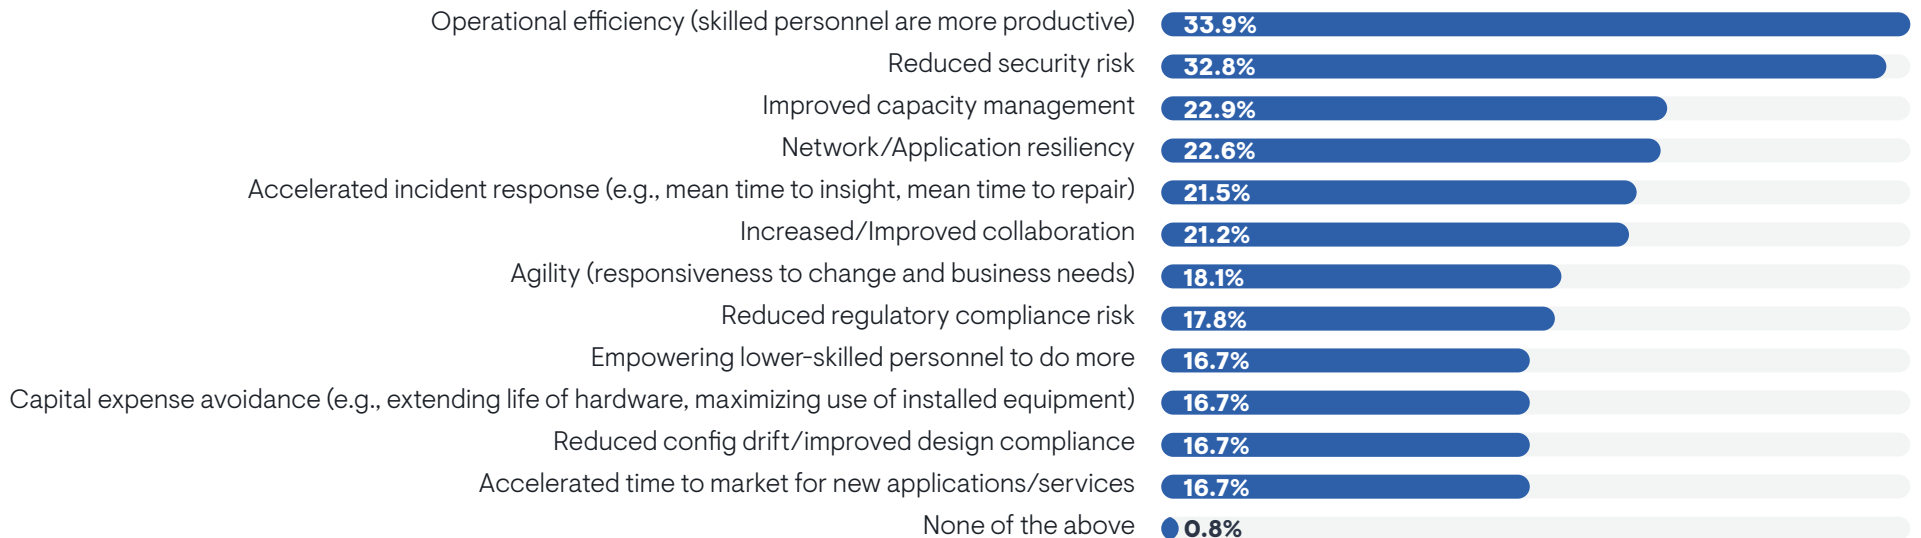 Operational efficiency (skilled personnel are more productive) 33.9%
Reduced security risk 32.8%
Improved capacity management 22.9%
Network/Application resiliency 22.6%
Accelerated incident response (e.g., mean time to insight, mean time to repair) 21.5%
Increased/Improved collaboration 21.2%
Agility (responsiveness to change and business needs) 18.1%
Reduced regulatory compliance risk 17.8%
Empowering lower-skilled personnel to do more 16.7%
Capital expense avoidance (e.g., extending life of hardware, maximizing use of installed equipment) 16.7%
Reduced config drift/improved design compliance 16.7%
Accelerated time to market for new applications/services 16.7%
None of the above 0.8%